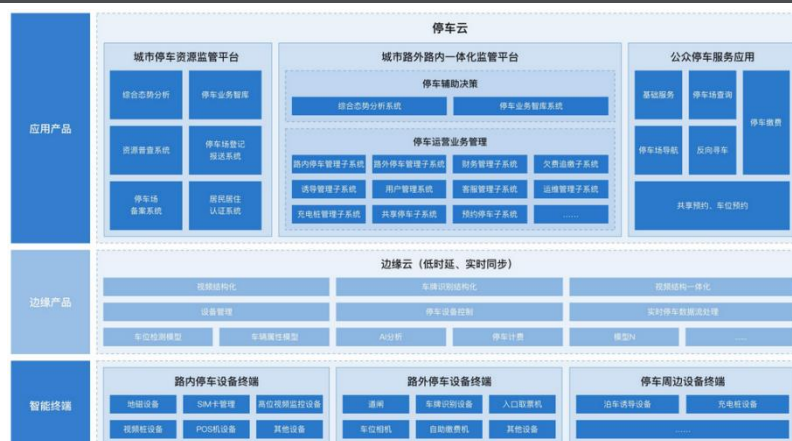 停车云
应用产品
城市停车资源监管平台
综合态势分析
停车业务智库
资源普查系统
停车场登记
报送系统
停车场
备案系统
居民居住
认证系统
城市路外路内一体化监管平台
停车辅助决策
综合态势分析系统
停车业务智库系统
停车运营业务管理
路内停车管理子系统
路外停车管理子系统
财务管理子系统
欠费追缴子系统
诱导管理子系统
用户管理系统
客服管理子系统
运维管理子系统
充电桩管理子系统
共享停车子系统
预约停车子系统
......
公众停车服务应用
基础服务
停车场查询
停车缴费
停车场导航
反向寻车
共享预约、车位预约
边缘产品
边缘云（低时延、实时同步）
视频结构化
车牌识别结构化
视频结构一体化
设备管理
停车设备控制
实时停车数据流处理
车位检测模型
车辆属性模型
AI分析
停车计费
模型N
....
智能终端
路内停车设备终端
地磁设备
SIM卡管理
高位视频监控设备
视频桩设备
POS机设备
其他设备
路外停车设备终端
道闸
车牌识别设备
入口取票机
车位相机
自助缴费机
其他设备
停车周边设备终端
泊车诱导设备
充电桩设备
......